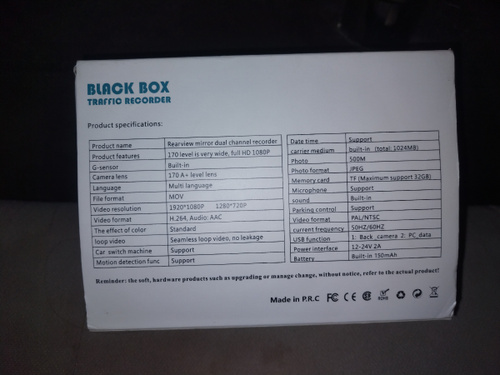 BLACK BOX
TRAFFIC RECORDER
Product specifications:
Product name Rearview mirror dual channel recorder
Product features 170 level is very wide, full HD 1080P
G-sensor Built-in
Camera lens 170 A+ level lens
Language Multi language
File format MOV
Video resolution 1920*1080P 1280*720P
Video format H.264, Audio: AAC
The effect of color Standard
loop video Seamless loop video, no leakage
Car switch machine Support
Motion detection func Support
Date time Support
carrier medium built-in (total: 1024MB)
Photo 500M
Photo format JPEG
Memory card TF (Maximum support 32GB)
Microphone Support
sound Built-in
Parking control Support
Video format PAL/NTSC
current frequency 50HZ/60HZ
USB function 1: Back_camera 2: PC_data
Power interface 12-24V 2A
Battery Built-in 150mAh
Reminder: the soft, hardware products such as upgrading or manage change, without notice, refer to the actual product!
Made in P.R.C FC CE